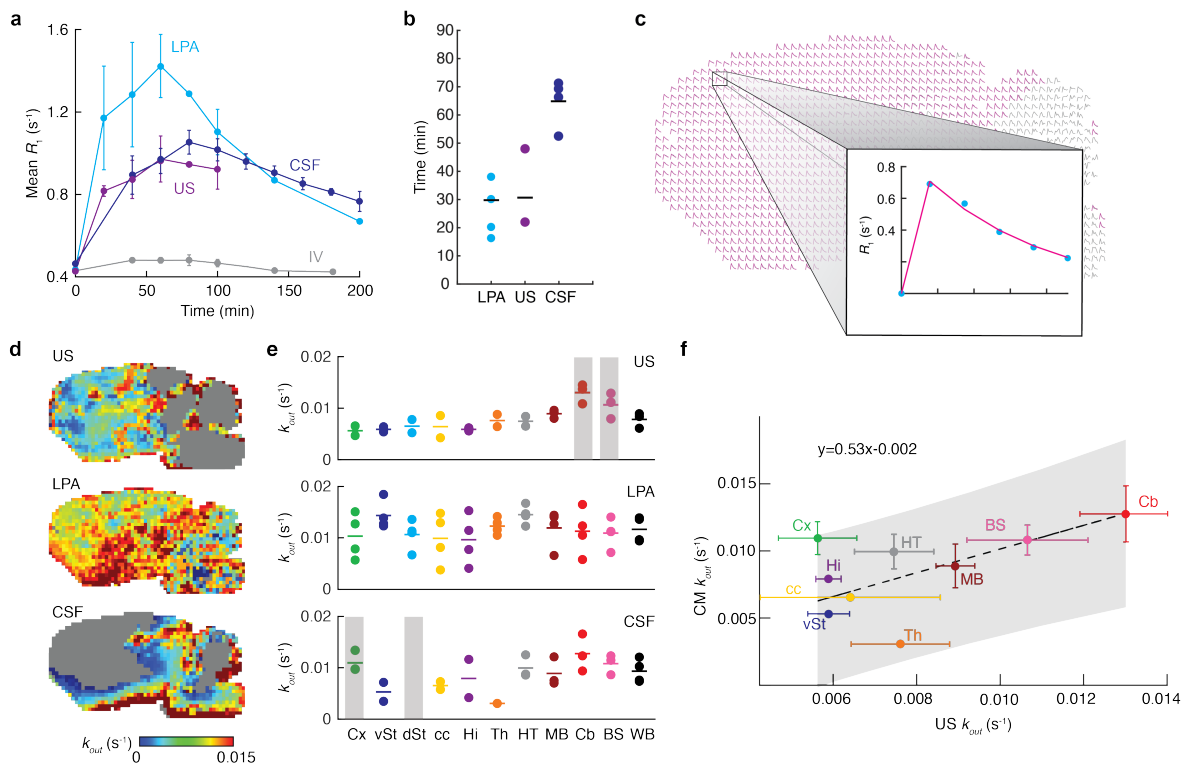 a
Mean R1 (s-1)
1.6
1.2
0.8
0.4
LPA
CSF
US
IV
0 50 100 150 200
Time (min)
b
Time (min)
90
80
70
60
50
40
30
20
10
0
LPA US CSF
c
R1 (s-1)
0.8
0.6
0.4
0.2
0
d
US
LPA
CSF
kout (s-1)
0 0.015
e
kout (s-1)
0.02
0.01
0
US
kout (s-1)
0.02
0.01
0
LPA
kout (s-1)
0.02
0.01
0
CSF
Cx vSt dSt cc Hi Th HT MB Cb BS WB
f
y=0.53x-0.002
CM kout (s-1)
0.015
0.010
0.005
Cx
HT
BS
Cb
Hi
MB
cc
vSt
Th
0.006 0.008 0.010 0.012 0.014
US kout (s-1)